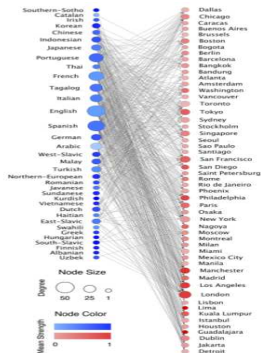 Southern-Sotho
Catalan
Irish
Korean
Chinese
Indonesian
Japanese
Portuguese
Thai
French
Tagalog
Italian
English
Spanish
German
Arabic
West-Slavic
Malay
Turkish
Northern-European
Romanian
Javanese
Sundanese
Kurdish
Vietnamese
Dutch
Haitian
East-Slavic
Swahili
Greek
Hungarian
South-Slavic
Finnish
Albanian
Uzbek
Dallas
Chicago
Caracas
Buenos Aires
Brussels
Boston
Bogota
Berlin
Barcelona
Bangkok
Bandung
Atlanta
Amsterdam
Washington
Vancouver
Toronto
Tokyo
Sydney
Stockholm
Singapore
Seoul
Sao Paulo
Santiago
San Francisco
San Diego
Saint Petersburg
Rome
Rio de Janeiro
Phoenix
Philadelphia
Paris
Osaka
New York
Nagoya
Moscow
Montreal
Milan
Miami
Mexico City
Manila
Manchester
Madrid
Los Angeles
London
Lisbon
Lima
Kuala Lumpur
Istanbul
Houston
Guadalajara
Dublin
Jakarta
Detroit
Node Size
Degree
50 25 1
Node Color
Mean Strength
0 1